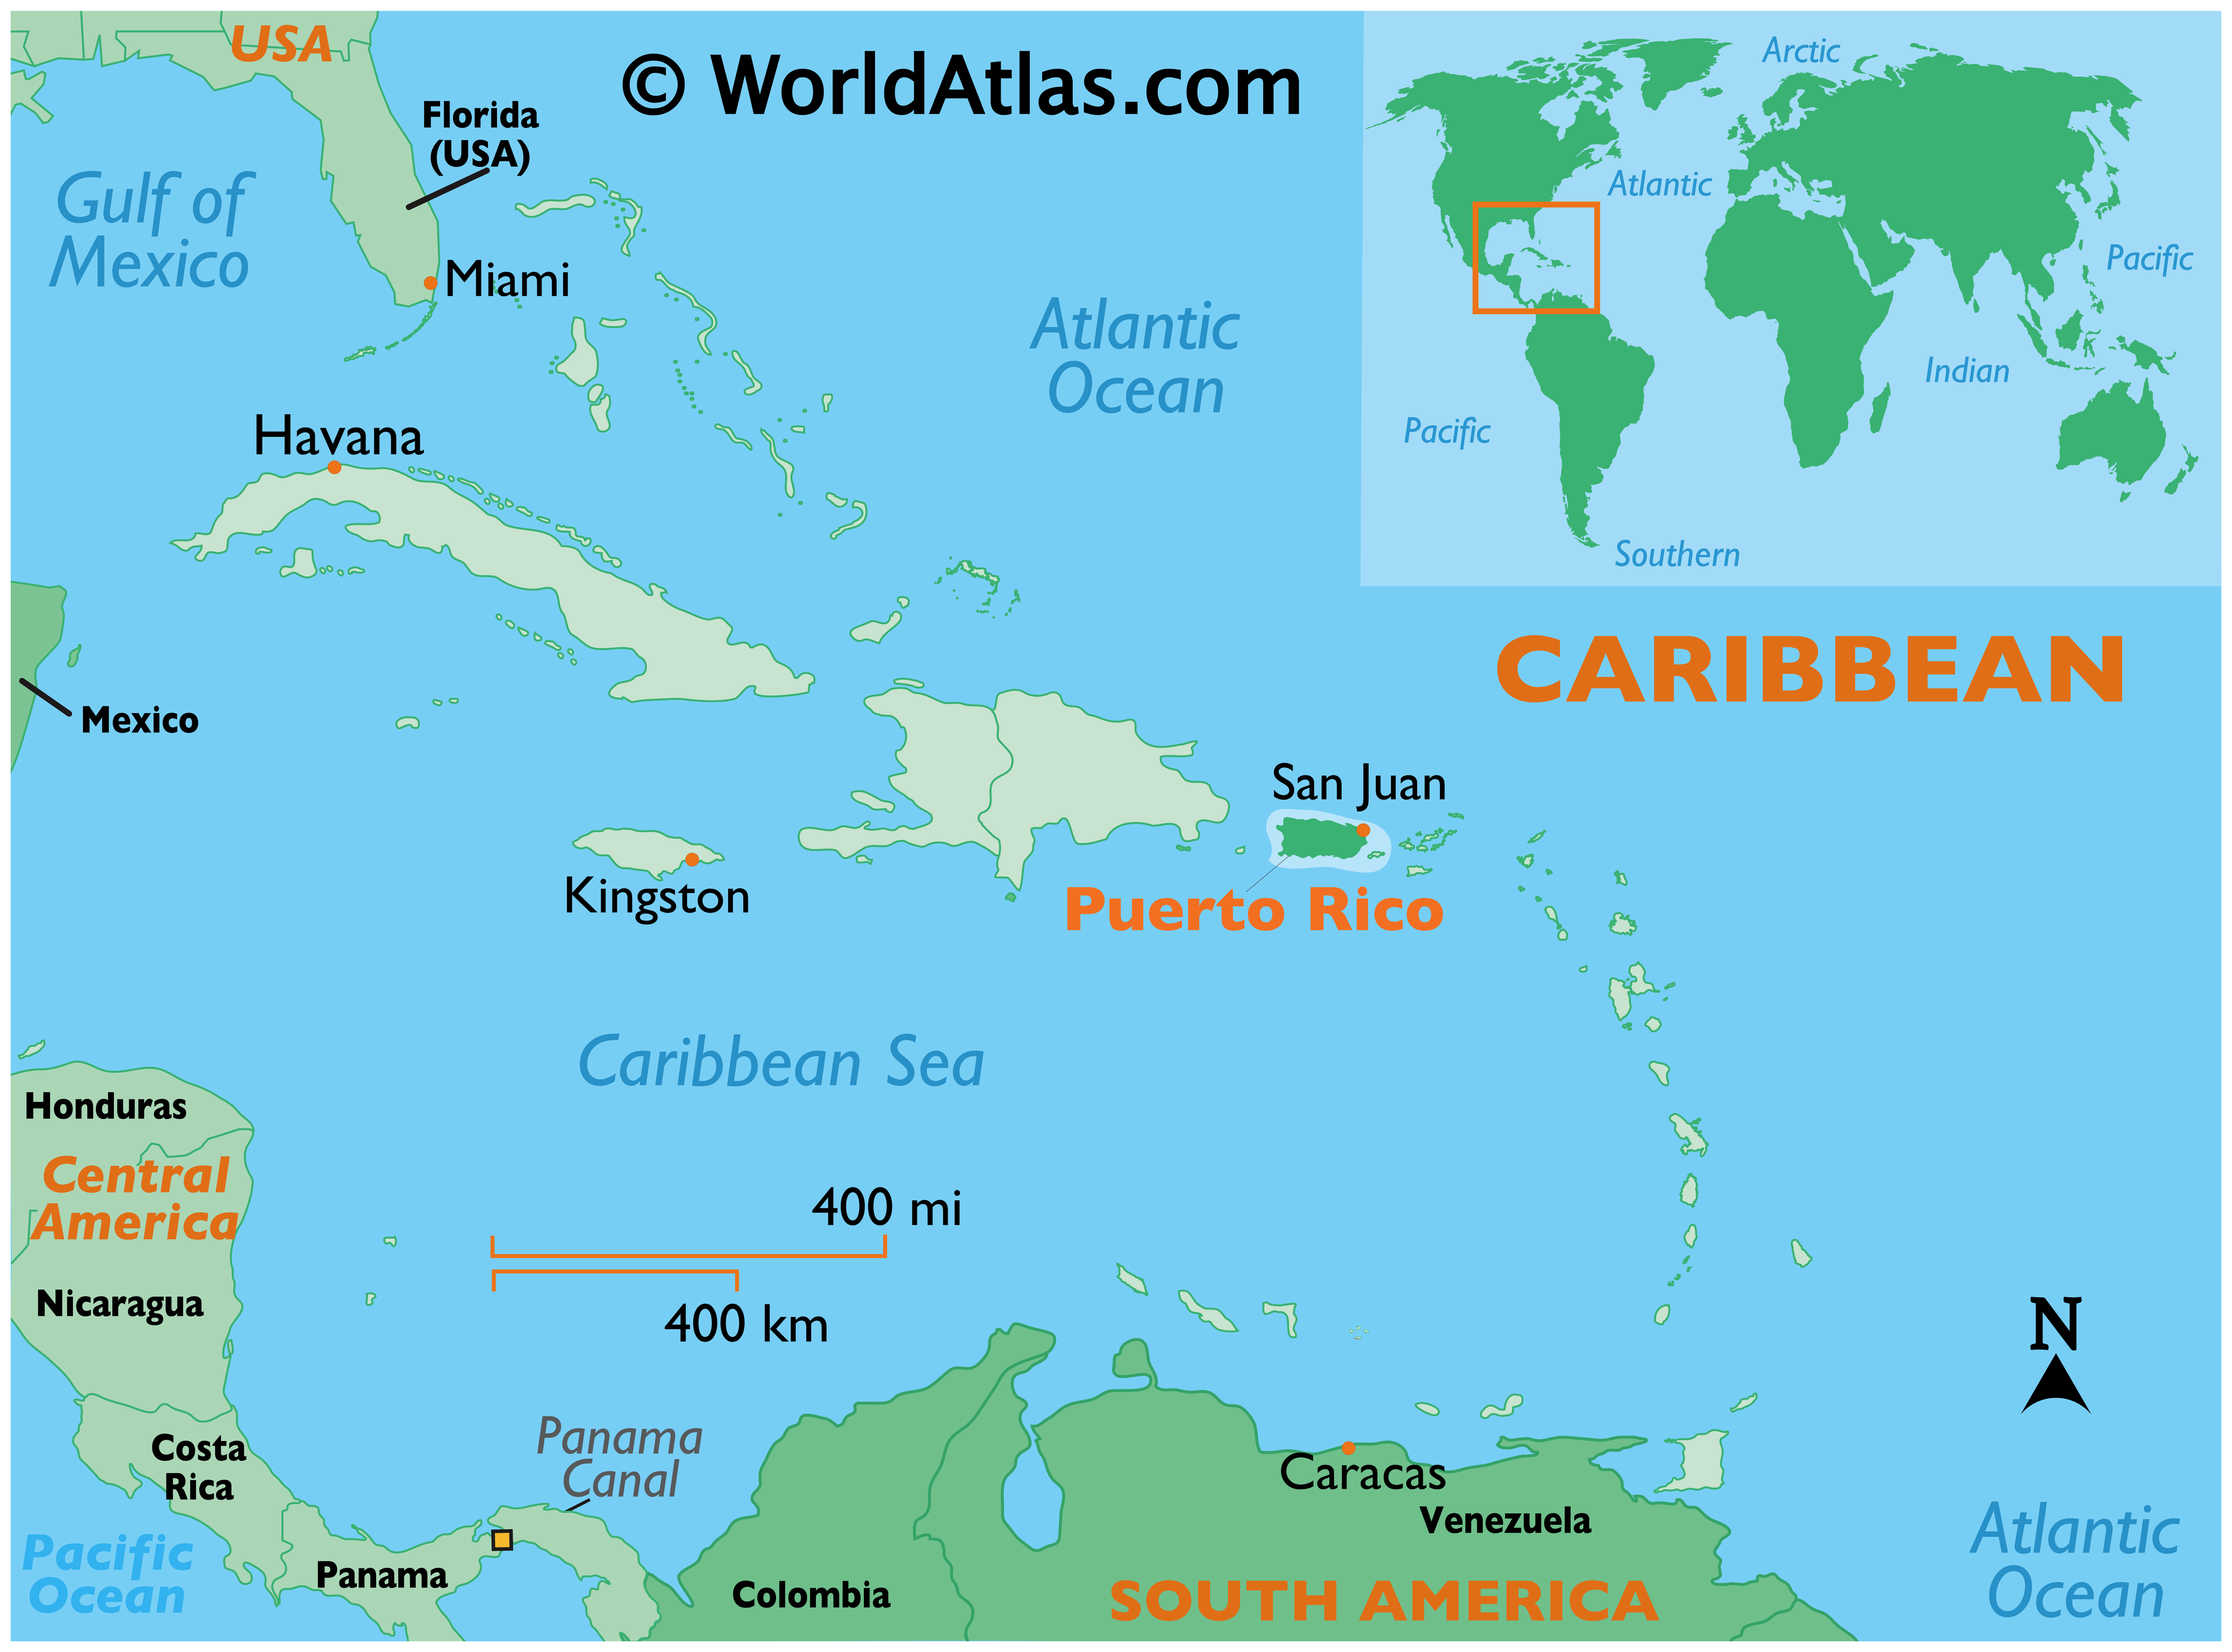 USA
© WorldAtlas.com
Florida
(USA)
Gulf of
Mexico
Miami
Atlantic
Ocean
Havana
Arctic
Atlantic
Pacific
Indian
Pacific
Southern
CARIBBEAN
Mexico
San Juan
Kingston
Puerto Rico
Caribbean Sea
Honduras
Central
America
Nicaragua
400 mi
400 km
N
Costa
Rica
Panama
Canal
Caracas
Venezuela
Pacific
Ocean
Panama
Colombia
SOUTH AMERICA
Atlantic
Ocean